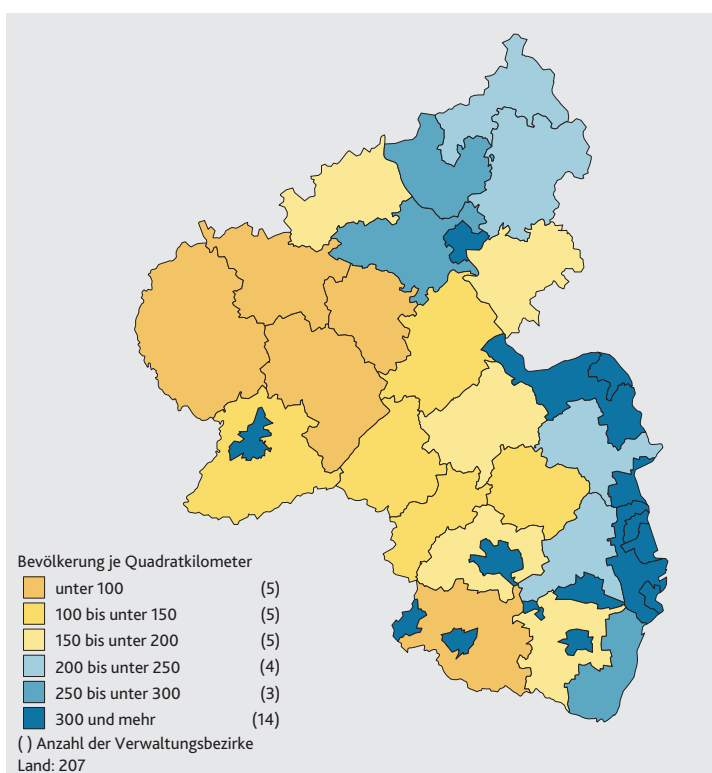 Bevölkerung je Quadratkilometer
unter 100 (5)
100 bis unter 150 (5)
150 bis unter 200 (5)
200 bis unter 250 (4)
250 bis unter 300 (3)
300 und mehr (14)
( ) Anzahl der Verwaltungsbezirke
Land: 207